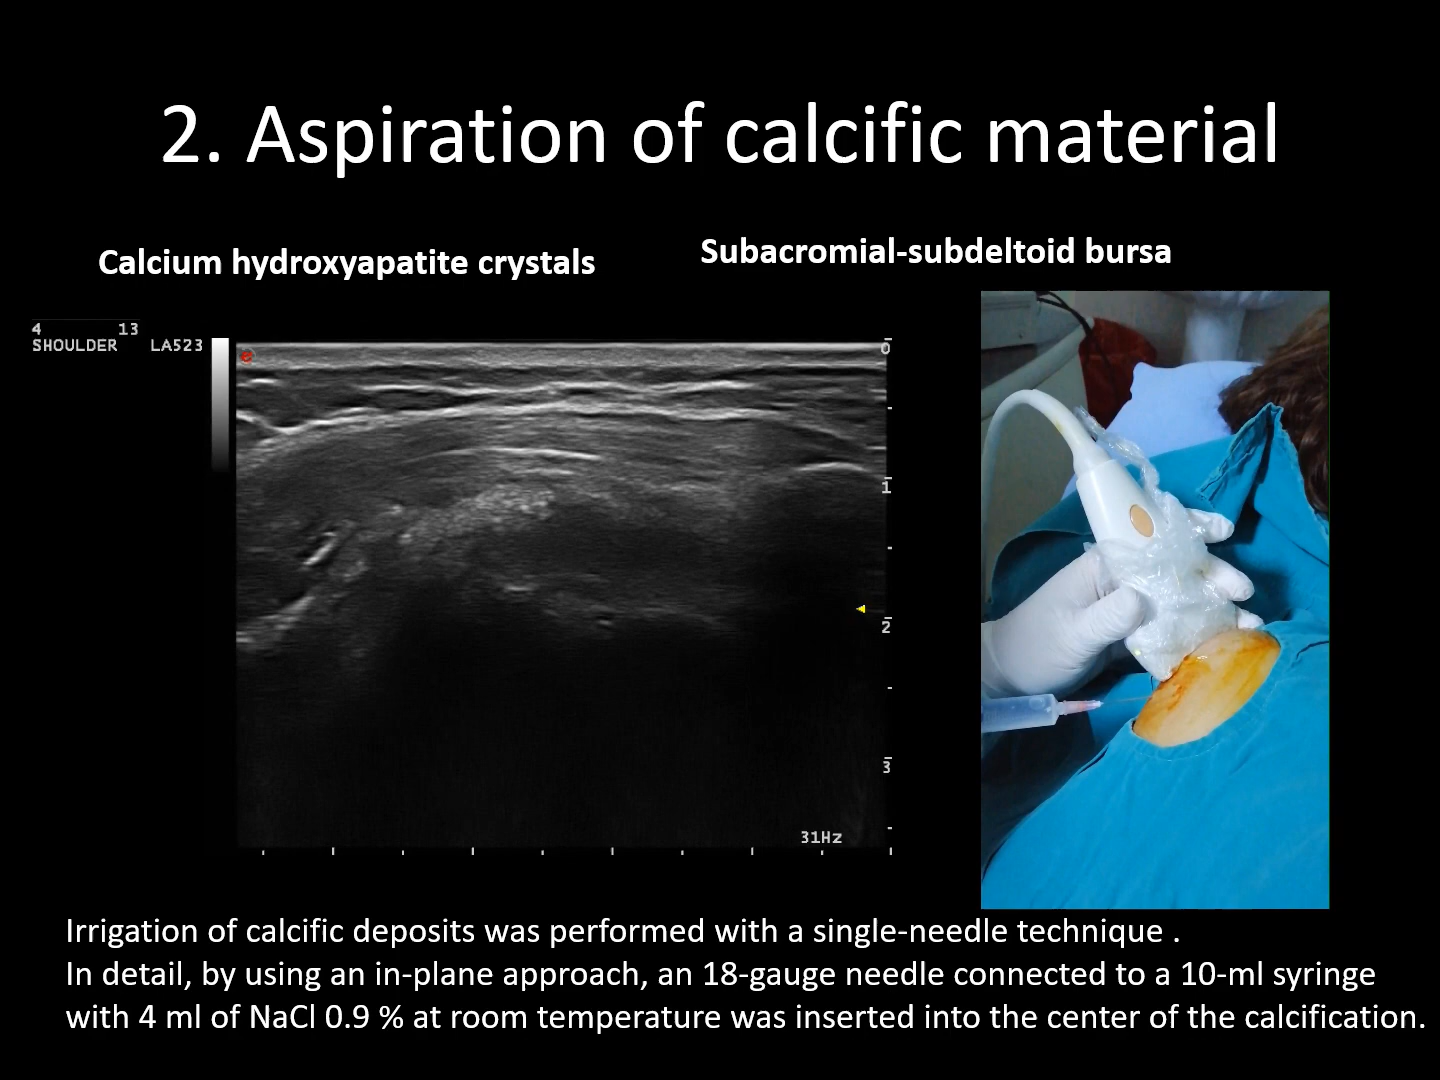 2. Aspiration of calcific material
Calcium hydroxyapatite crystals
Subacromial-subdeltoid bursa
4 13
SHOULDER LA523
0
1
2
3
31Hz
Irrigation of calcific deposits was performed with a single-needle technique .
In detail, by using an in-plane approach, an 18-gauge needle connected to a 10-ml syringe
with 4 ml of NaCl 0.9 % at room temperature was inserted into the center of the calcification.